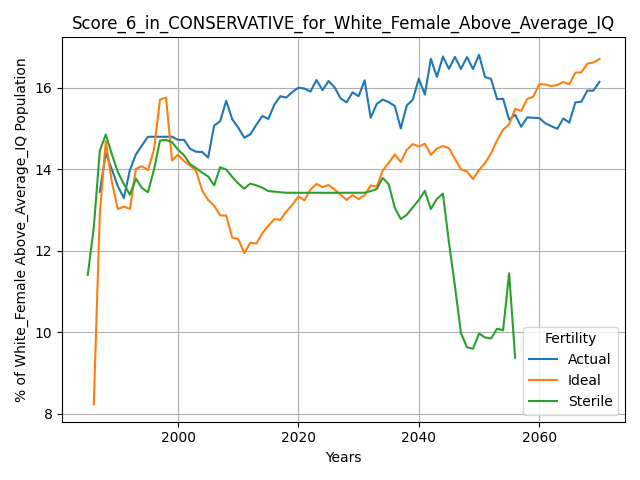 Score_6_in_CONSERVATIVE_for_White_Female_Above_Average_IQ
% of White_Female Above_Average_IQ Population
16
14
12
10
8
2000 2020 2040 2060
Years
Fertility
Actual
Ideal
Sterile